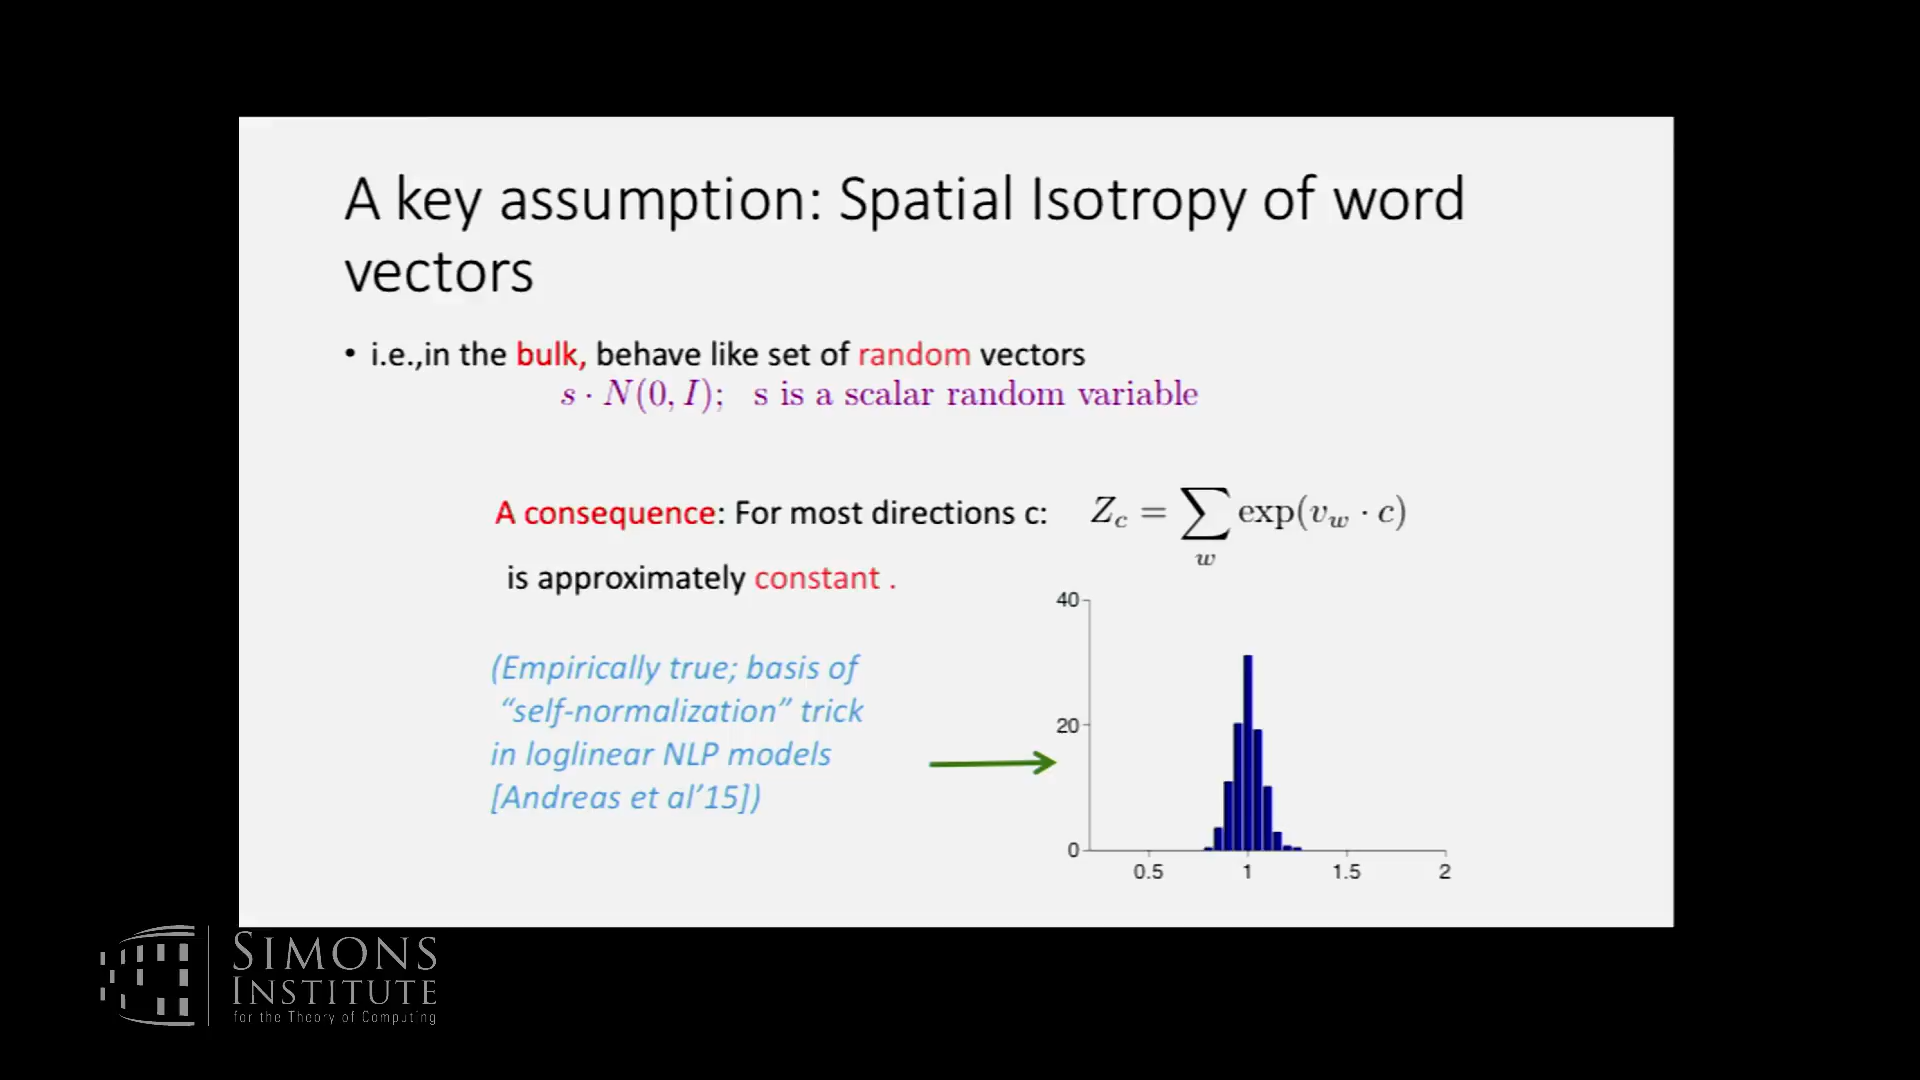 A key assumption: Spatial Isotropy of word
vectors
• i.e.,in the bulk, behave like set of random vectors
s · N(0, I); s is a scalar random variable
A consequence: For most directions c: Z_c = ∑_w exp(v_w · c)
is approximately constant .
(Empirically true; basis of
“self-normalization” trick
in loglinear NLP models
[Andreas et al’15])
40
20
0
0.5 1 1.5 2
SIMONS
INSTITUTE
for the Theory of Computing